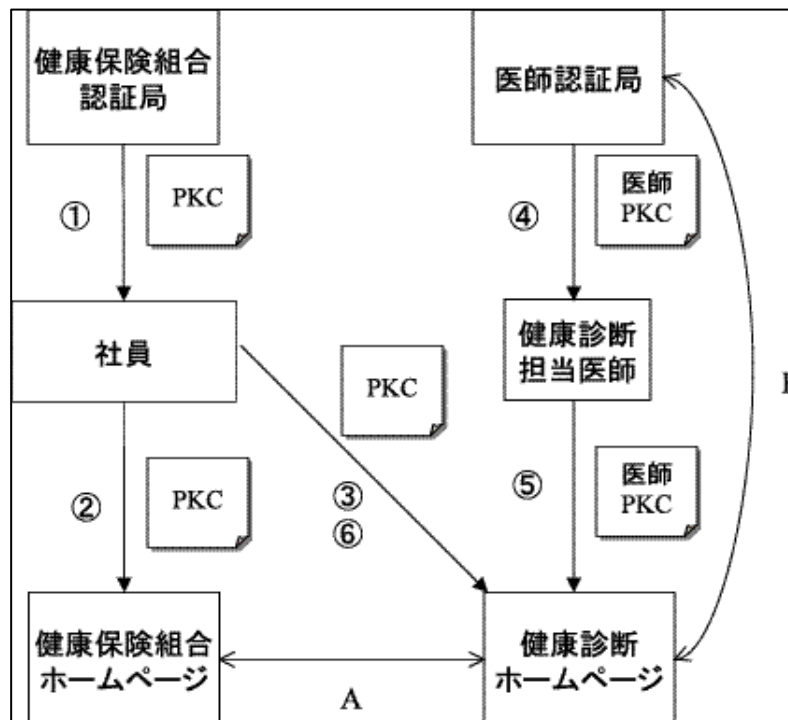 健康保険組合
認証局
医師認証局
PKC
①
医師
PKC
④
社員
健康診断
担当医師
PKC
PKC
②
③
⑥
医師
PKC
⑤
健康保険組合
ホームページ
健康診断
ホームページ
A